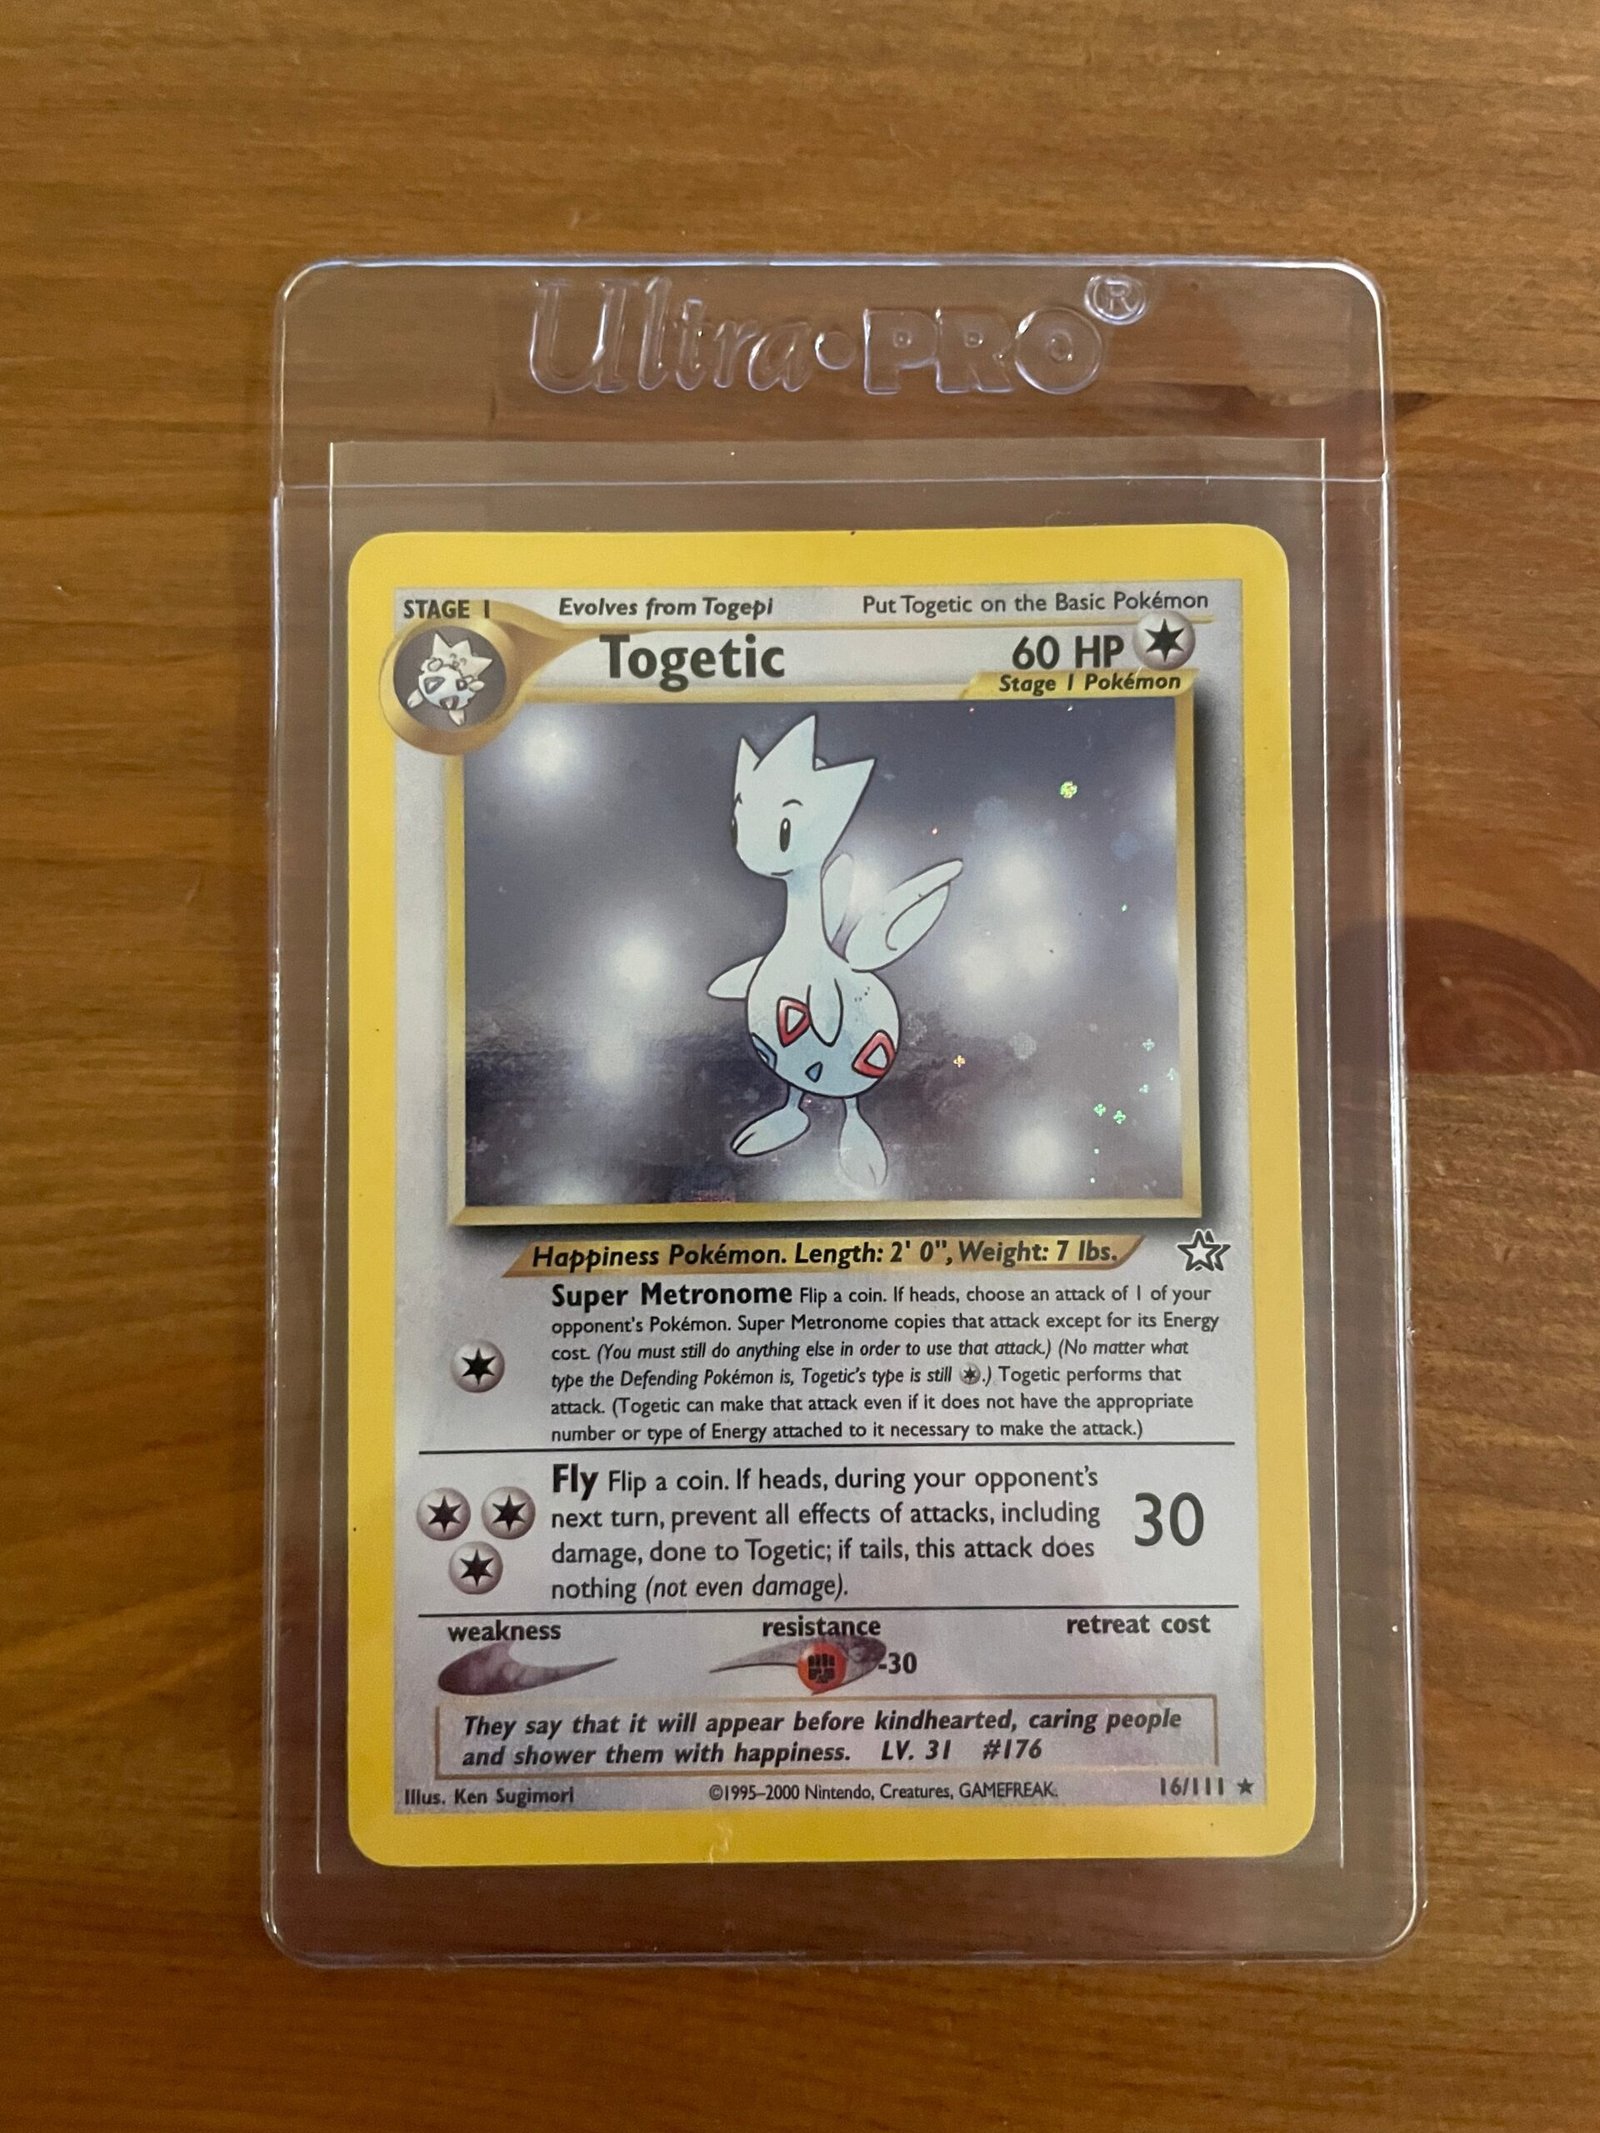 Ultra•PRO®
STAGE 1 Evolves from Togepi Put Togetic on the Basic Pokémon
Togetic 60 HP
Stage 1 Pokémon
Happiness Pokémon. Length: 2' 0", Weight: 7 lbs.
Super Metronome Flip a coin. If heads, choose an attack of 1 of your
opponent's Pokémon. Super Metronome copies that attack except for its Energy
cost. (You must still do anything else in order to use that attack.) (No matter what
type the Defending Pokémon is, Togetic's type is still .) Togetic performs that
attack. (Togetic can make that attack even if it does not have the appropriate
number or type of Energy attached to it necessary to make the attack.)
Fly Flip a coin. If heads, during your opponent's
next turn, prevent all effects of attacks, including
damage, done to Togetic; if tails, this attack does
nothing (not even damage).
30
weakness resistance retreat cost
-30
They say that it will appear before kindhearted, caring people
and shower them with happiness. LV. 31 #176
Illus. Ken Sugimori ©1995–2000 Nintendo, Creatures, GAMEFREAK. 16/111 ★